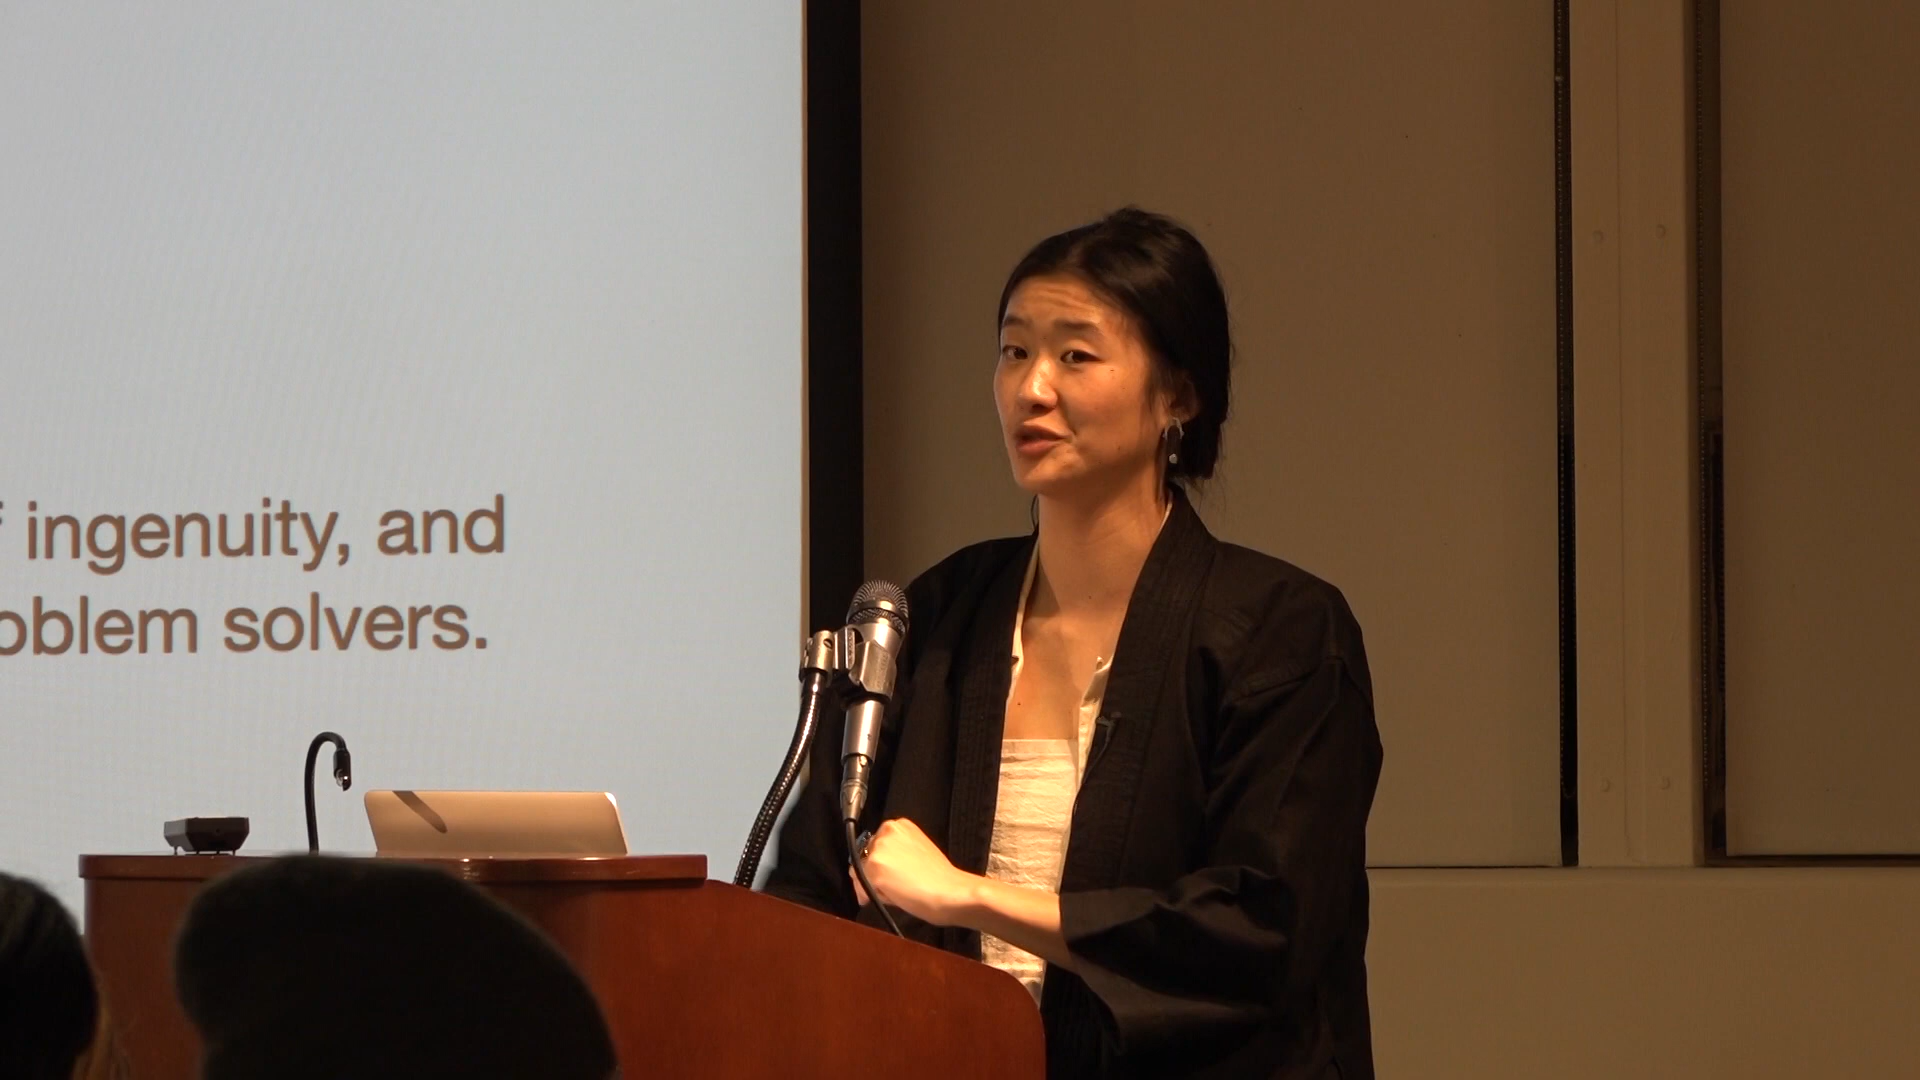 ingenuity, and
oblem solvers.